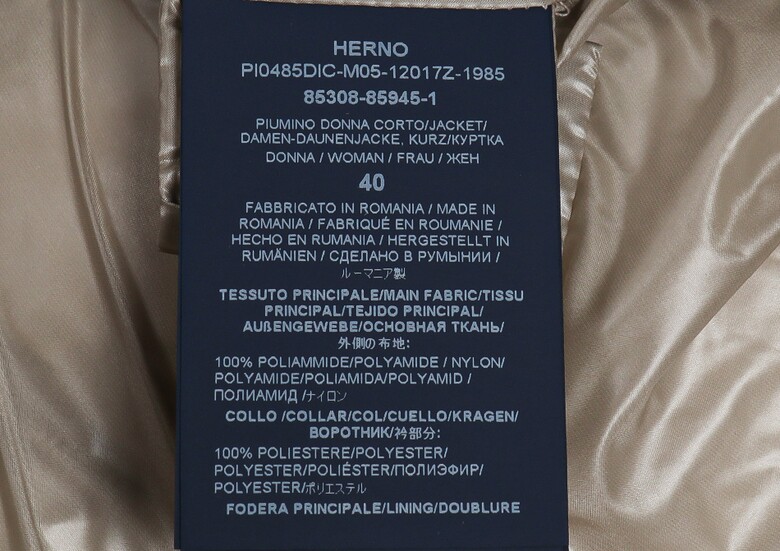 HERNO
PI0485DIC-M05-12017Z-1985
85308-85945-1
PIUMINO DONNA CORTO/JACKET/
DAMEN-DAUNENJACKE, KURZ/КУРТКА
DONNA / WOMAN / FRAU / ЖЕН
40
FABBRICATO IN ROMANIA / MADE IN
ROMANIA / FABRIQUÉ EN ROUMANIE /
HECHO EN RUMANIA / HERGESTELLT IN
RUMÄNIEN / СДЕЛАНО В РУМЫНИИ /
ルーマニア製
TESSUTO PRINCIPALE/MAIN FABRIC/TISSU
PRINCIPAL/TEJIDO PRINCIPAL/
AUßENGEWEBE/ОСНОВНАЯ ТКАНЬ/
外側の布地:
100% POLIAMMIDE/POLYAMIDE / NYLON/
POLYAMIDE/POLIAMIDA/POLYAMID /
ПОЛИАМИД /ナイロン
COLLO /COLLAR/COL/CUELLO/KRAGEN/
ВОРОТНИК/衿部分:
100% POLIESTERE/POLYESTER/
POLYESTER/POLIÉSTER/ПОЛИЭФИР/
POLYESTER/ポリエステル
FODERA PRINCIPALE/LINING/DOUBLURE